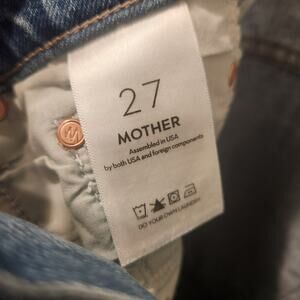 27
MOTHER
Assembled in USA
by both USA and foreign components
DO YOUR OWN LAUNDRY